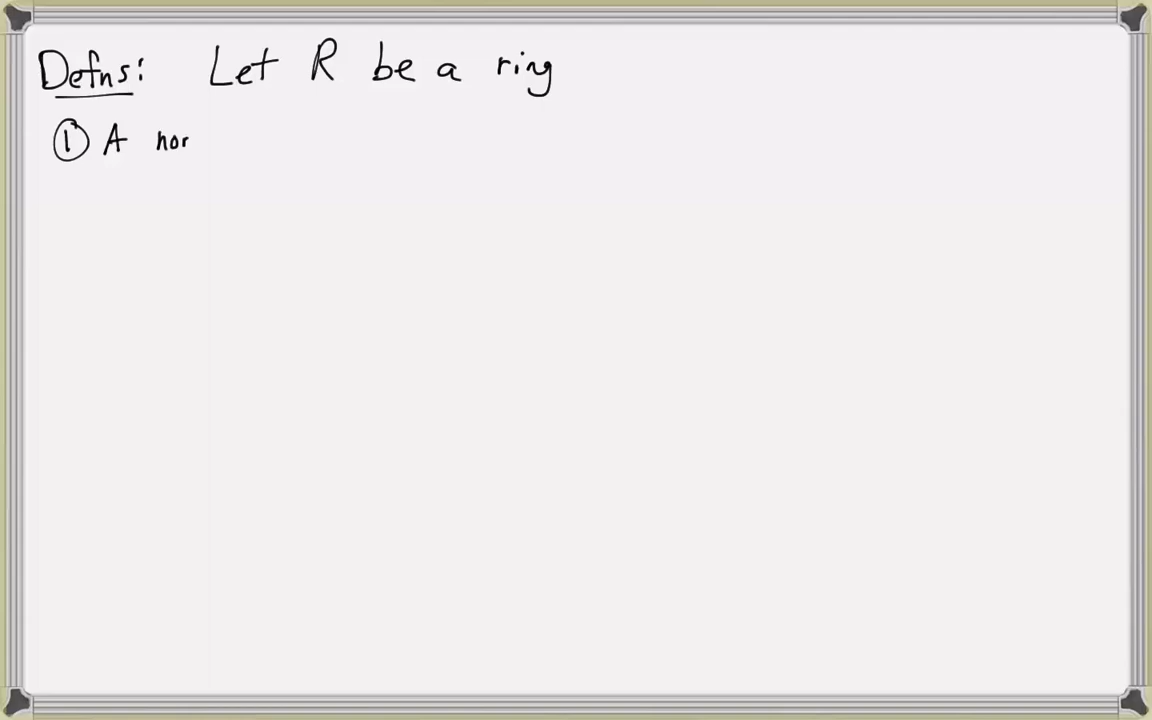 Defns: Let R be a ring
① A nor